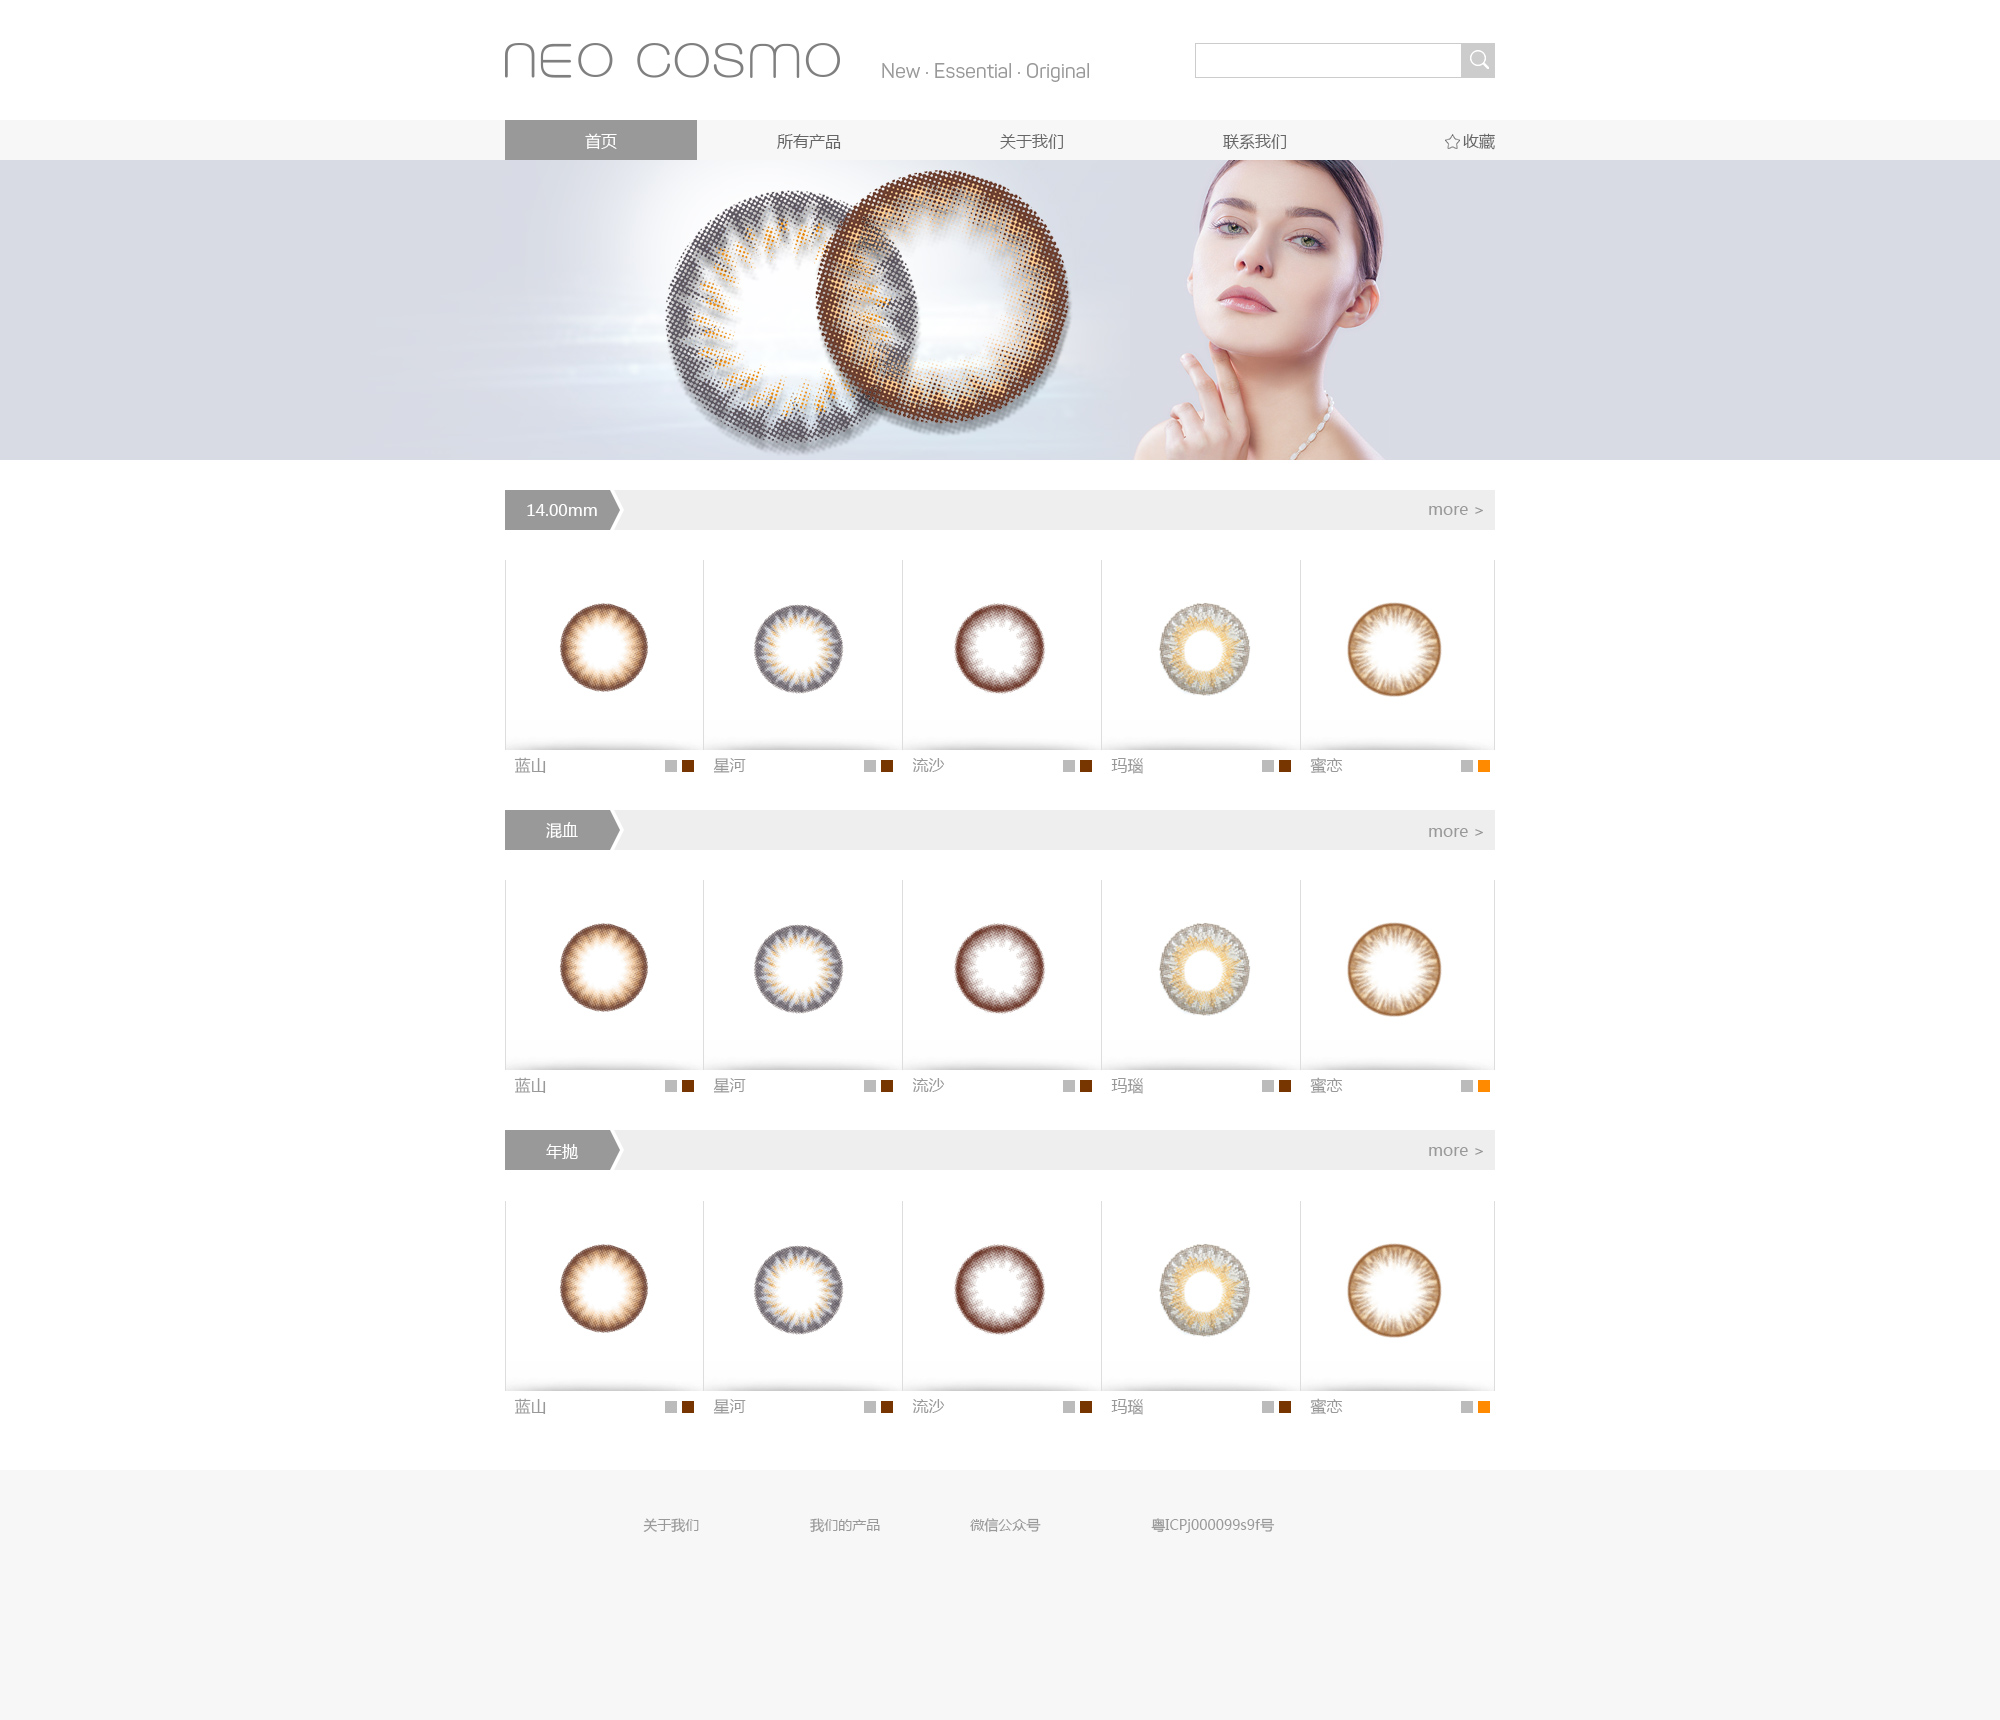 NEO COSMO
New · Essential · Original
首页
所有产品
关于我们
联系我们
收藏
14.00mm
more >
蓝山
星河
流沙
玛瑙
蜜恋
混血
more >
蓝山
星河
流沙
玛瑙
蜜恋
年抛
more >
蓝山
星河
流沙
玛瑙
蜜恋
关于我们
我们的产品
微信公众号
粤ICPj000099s9f号